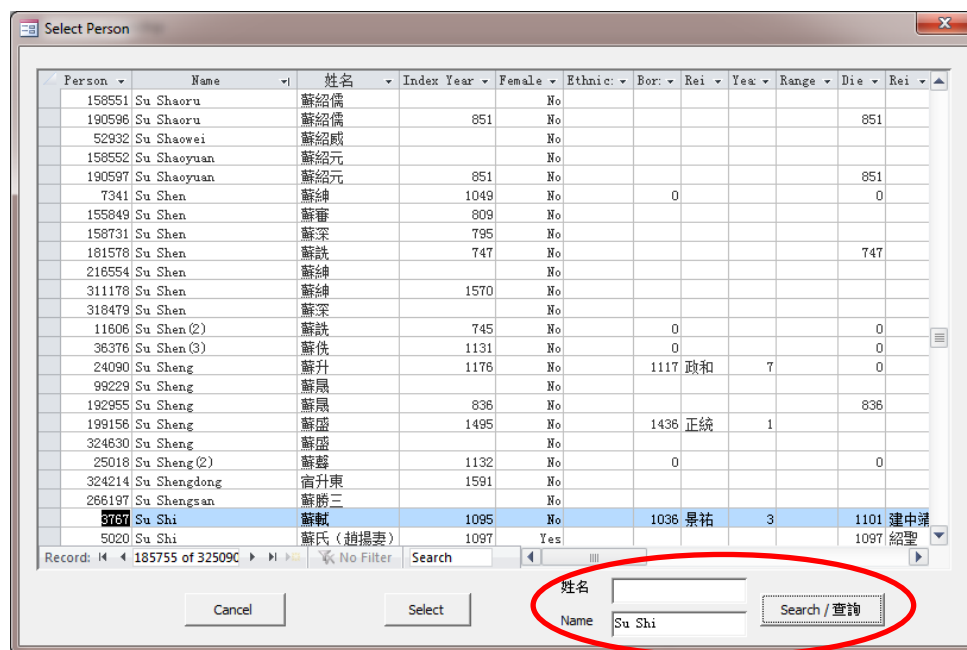 Select Person
Person Name 姓名 Index Year Female Ethnic: Bor: Rei Yea: Range Die Rei
158551 Su Shaoru 蘇紹儒 No
190596 Su Shaoru 蘇紹儒 851 No 851
52932 Su Shaowei 蘇紹威 No
158552 Su Shaoyuan 蘇紹元 No
190597 Su Shaoyuan 蘇紹元 851 No 851
7341 Su Shen 蘇紳 1049 No 0 0
155849 Su Shen 蘇審 809 No
158731 Su Shen 蘇深 795 No
181578 Su Shen 蘇詵 747 No 747
216554 Su Shen 蘇紳 No
311178 Su Shen 蘇紳 1570 No
318479 Su Shen 蘇深 No
11606 Su Shen(2) 蘇詵 745 No 0 0
36376 Su Shen(3) 蘇侁 1131 No 0 0
24090 Su Sheng 蘇升 1176 No 1117 政和 7 0
99229 Su Sheng 蘇晟 No
192955 Su Sheng 蘇晟 836 No 836
199156 Su Sheng 蘇盛 1495 No 1436 正統 1
324630 Su Sheng 蘇盛 No
25018 Su Sheng(2) 蘇聲 1132 No 0 0
324214 Su Shengdong 宿升東 1591 No
266197 Su Shengsan 蘇勝三 No
3767 Su Shi 蘇軾 1095 No 1036 景祐 3 1101 建中靖
5020 Su Shi 蘇氏（趙揚妻） 1097 Yes 1097 紹聖
Record: 185755 of 325090 No Filter Search
姓名
Cancel Select Search / 查詢
Name Su Shi